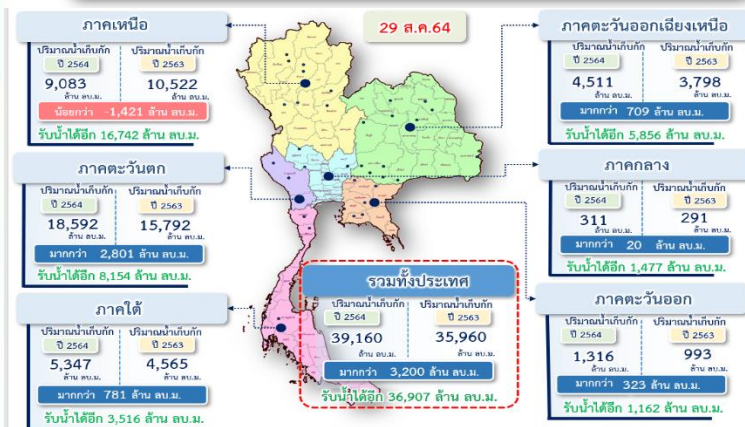 29 ส.ค.64
ภาคเหนือ
ปริมาณน้ำเก็บกัก ปริมาณน้ำเก็บกัก
ปี 2564 ปี 2563
9,083 10,522
ล้าน ลบ.ม. ล้าน ลบ.ม.
น้อยกว่า -1,421 ล้าน ลบ.ม.
รับน้ำได้อีก 16,742 ล้าน ลบ.ม.
ภาคตะวันตก
ปริมาณน้ำเก็บกัก ปริมาณน้ำเก็บกัก
ปี 2564 ปี 2563
18,592 15,792
ล้าน ลบ.ม. ล้าน ลบ.ม.
มากกว่า 2,801 ล้าน ลบ.ม.
รับน้ำได้อีก 8,154 ล้าน ลบ.ม.
ภาคใต้
ปริมาณน้ำเก็บกัก ปริมาณน้ำเก็บกัก
ปี 2564 ปี 2563
5,347 4,565
ล้าน ลบ.ม. ล้าน ลบ.ม.
มากกว่า 781 ล้าน ลบ.ม.
รับน้ำได้อีก 3,516 ล้าน ลบ.ม.
รวมทั้งประเทศ
ปริมาณน้ำเก็บกัก ปริมาณน้ำเก็บกัก
ปี 2564 ปี 2563
39,160 35,960
ล้าน ลบ.ม. ล้าน ลบ.ม.
มากกว่า 3,200 ล้าน ลบ.ม.
รับน้ำได้อีก 36,907 ล้าน ลบ.ม.
ภาคตะวันออกเฉียงเหนือ
ปริมาณน้ำเก็บกัก ปริมาณน้ำเก็บกัก
ปี 2564 ปี 2563
4,511 3,798
ล้าน ลบ.ม. ล้าน ลบ.ม.
มากกว่า 709 ล้าน ลบ.ม.
รับน้ำได้อีก 5,856 ล้าน ลบ.ม.
ภาคกลาง
ปริมาณน้ำเก็บกัก ปริมาณน้ำเก็บกัก
ปี 2564 ปี 2563
311 291
ล้าน ลบ.ม. ล้าน ลบ.ม.
มากกว่า 20 ล้าน ลบ.ม.
รับน้ำได้อีก 1,477 ล้าน ลบ.ม.
ภาคตะวันออก
ปริมาณน้ำเก็บกัก ปริมาณน้ำเก็บกัก
ปี 2564 ปี 2563
1,316 993
ล้าน ลบ.ม. ล้าน ลบ.ม.
มากกว่า 323 ล้าน ลบ.ม.
รับน้ำได้อีก 1,162 ล้าน ลบ.ม.